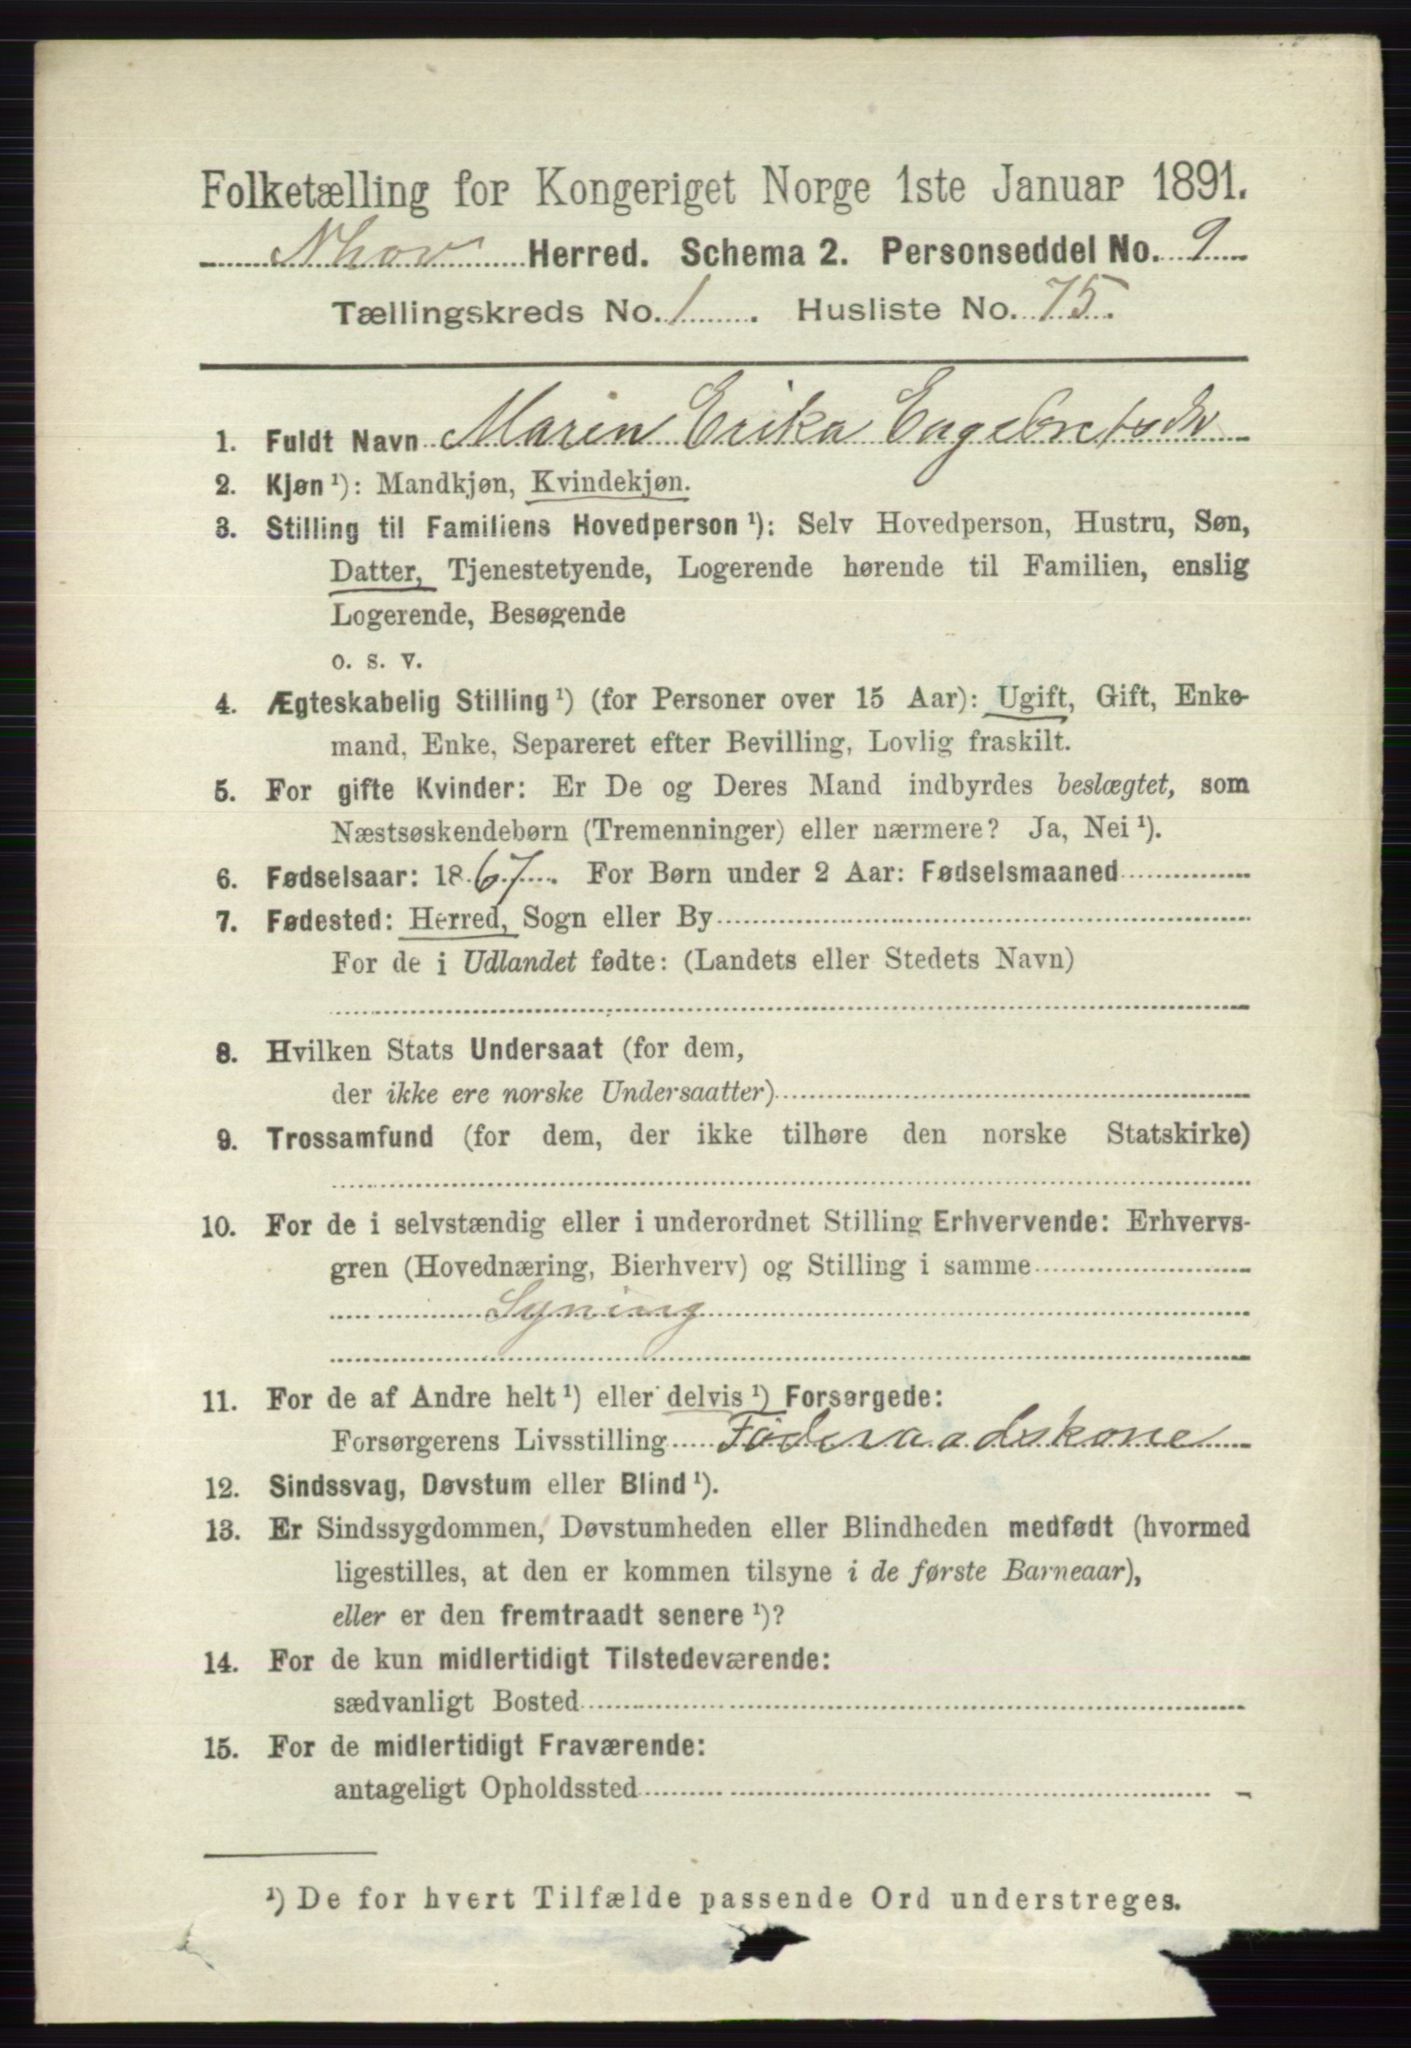 Folketælling for Kongeriget Norge 1ste Januar 1891.
Nhov Herred. Schema 2. Personseddel No. 9
Tællingskreds No. 1. Husliste No. 75.
1. Fuldt Navn Maren Erika Engebretsdtr
2. Kjøn ¹): Mandkjøn, Kvindekjøn.
3. Stilling til Familiens Hovedperson ¹): Selv Hovedperson, Hustru, Søn,
Datter, Tjenestetyende, Logerende hørende til Familien, enslig
Logerende, Besøgende
o. s. v.
4. Ægteskabelig Stilling ¹) (for Personer over 15 Aar): Ugift, Gift, Enke-
mand, Enke, Separeret efter Bevilling, Lovlig fraskilt.
5. For gifte Kvinder: Er De og Deres Mand indbyrdes beslægtet, som
Næstsøskendebørn (Tremenninger) eller nærmere? Ja, Nei ¹).
6. Fødselsaar: 1867. For Børn under 2 Aar: Fødselsmaaned
7. Fødested: Herred, Sogn eller By
For de i Udlandet fødte: (Landets eller Stedets Navn)
8. Hvilken Stats Undersaat (for dem,
der ikke ere norske Undersaatter)
9. Trossamfund (for dem, der ikke tilhøre den norske Statskirke)
10. For de i selvstændig eller i underordnet Stilling Erhvervende: Erhvervs-
gren (Hovednæring, Bierhverv) og Stilling i samme
Syning
11. For de af Andre helt ¹) eller delvis ¹) Forsørgede:
Forsørgerens Livsstilling Föderaadskone
12. Sindssvag, Døvstum eller Blind ¹).
13. Er Sindssygdommen, Døvstumheden eller Blindheden medfødt (hvormed
ligestilles, at den er kommen tilsyne i de første Barneaar),
eller er den fremtraadt senere ¹)?
14. For de kun midlertidigt Tilstedeværende:
sædvanligt Bosted
15. For de midlertidigt Fraværende:
antageligt Opholdssted
¹) De for hvert Tilfælde passende Ord understreges.